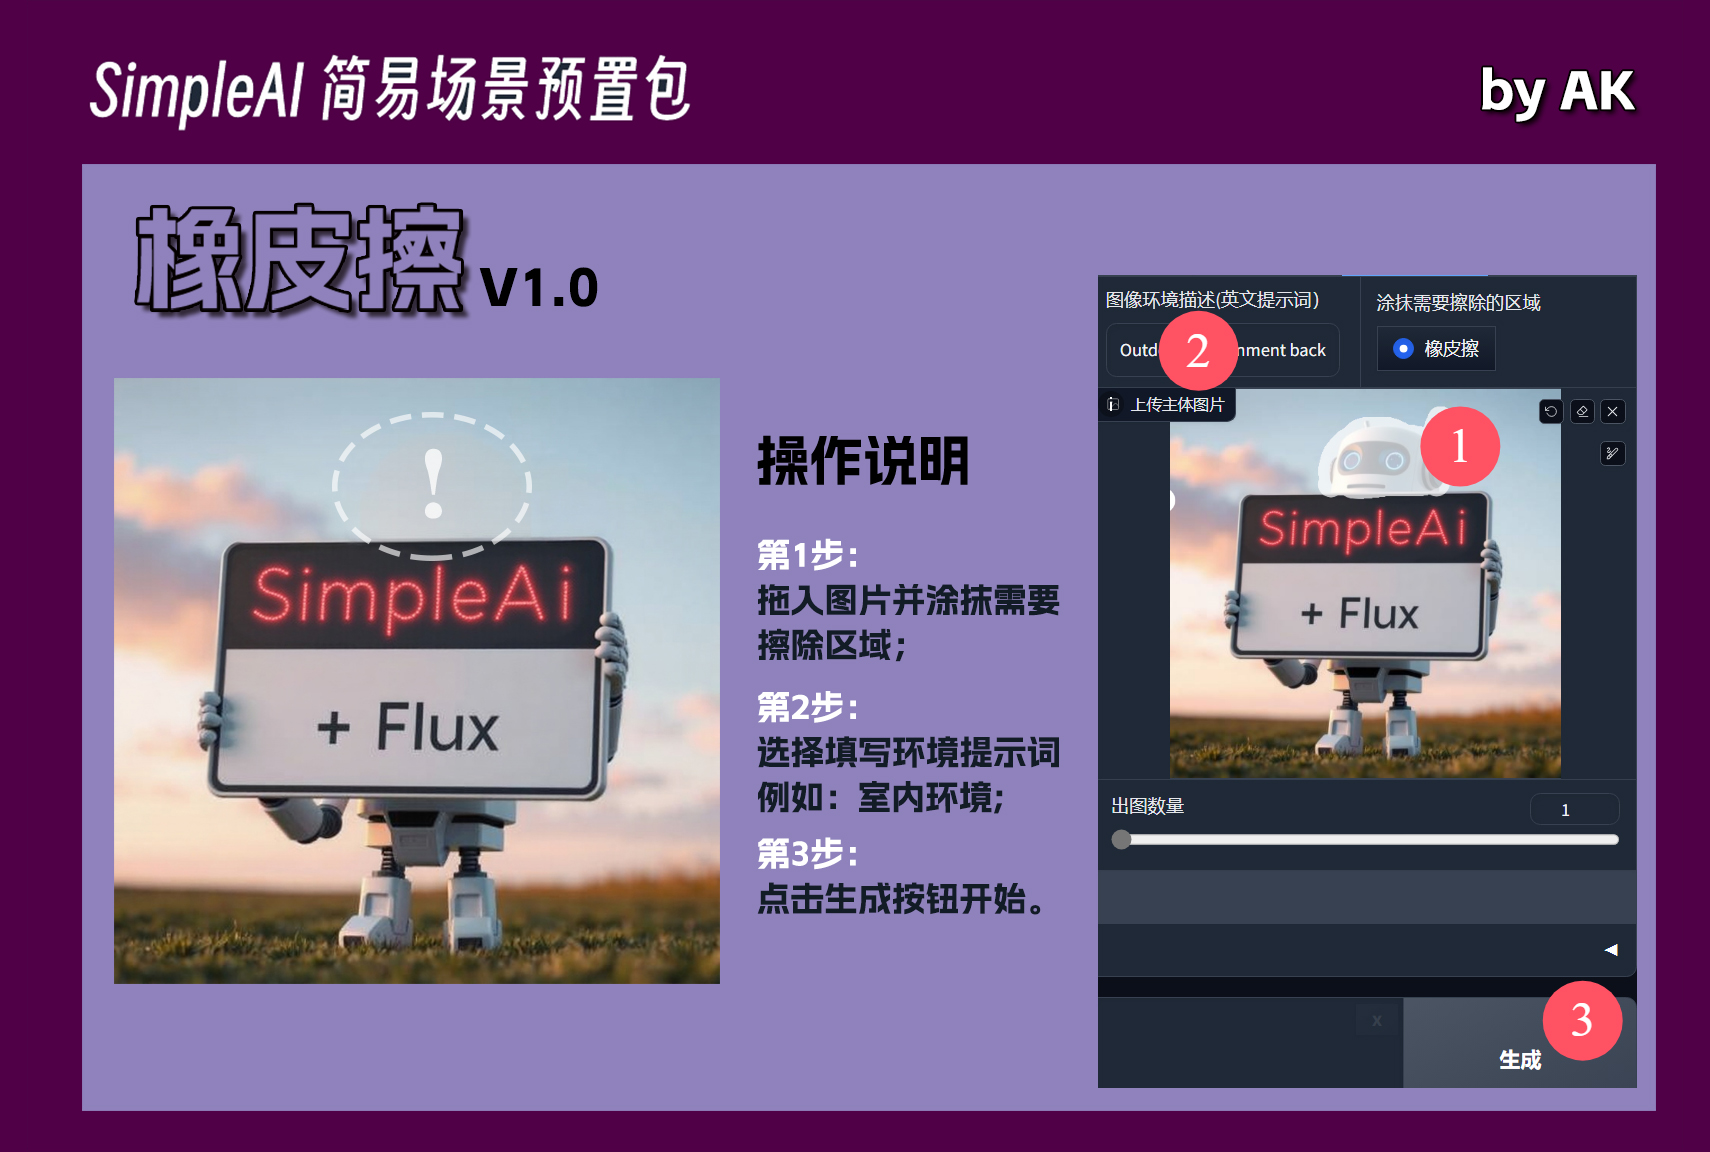 SimpleAI 简易场景预置包
by AK
橡皮擦 V1.0
!
SimpleAi
+ Flux
操作说明
第1步：
拖入图片并涂抹需要
擦除区域；
第2步：
选择填写环境提示词
例如：室内环境;
第3步：
点击生成按钮开始。
图像环境描述(英文提示词)
nment back
2
涂抹需要擦除的区域
橡皮擦
上传主体图片
1
SimpleAi
+ Flux
出图数量
1
x
3
生成